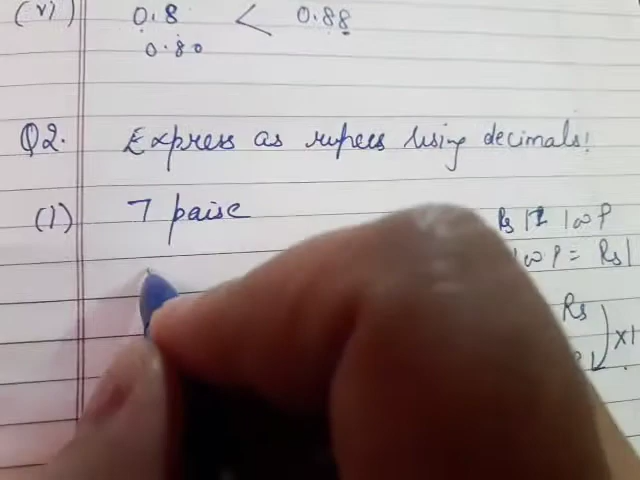 (v) 0.8 < 0.88
0.80
Q2. Express as rupees using decimals:
(1) 7 paise
100 P
100 P = Rs 1
Rs
×1